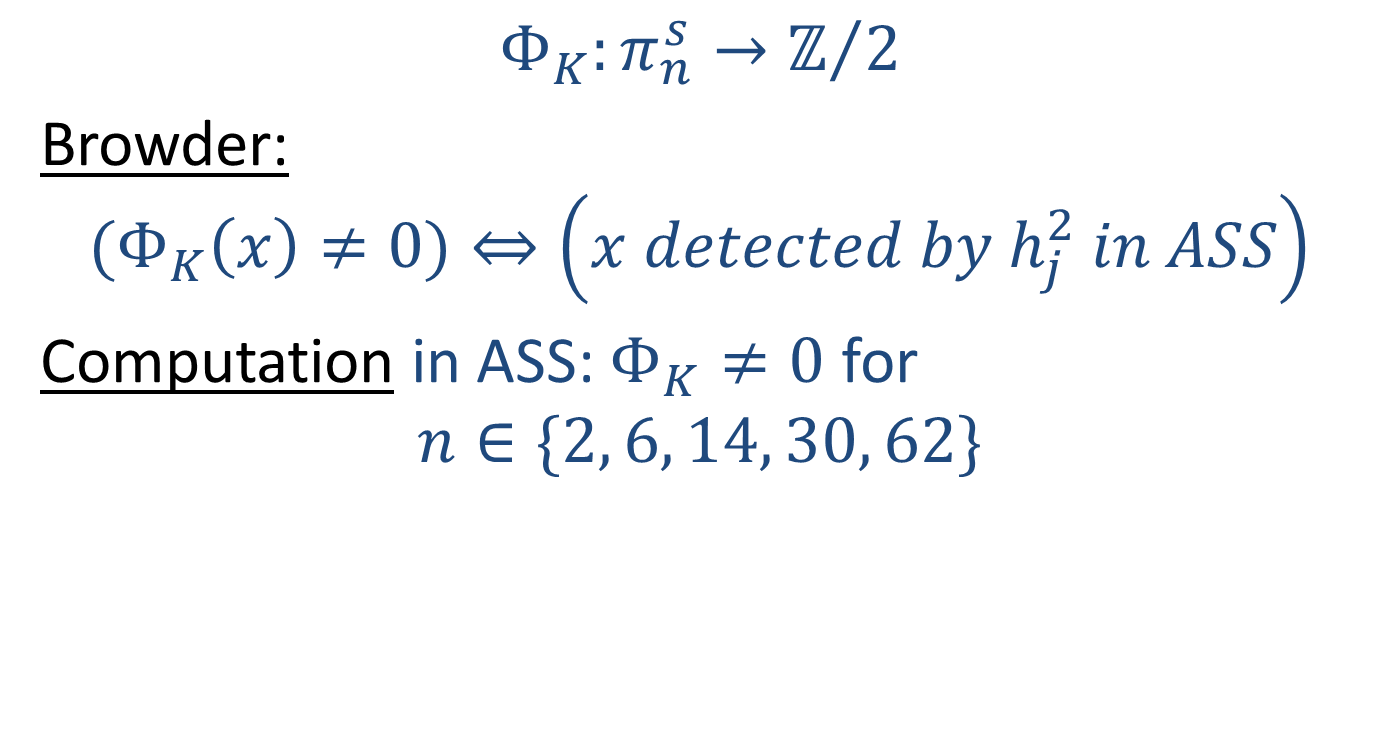 Φ_K: π_n^s → ℤ/2
Browder:
(Φ_K(x) ≠ 0) ⇔ (x detected by h_j^2 in ASS)
Computation in ASS: Φ_K ≠ 0 for
n ∈ {2, 6, 14, 30, 62}